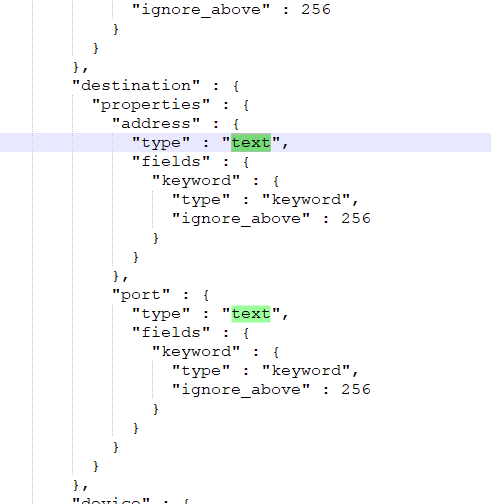 "ignore_above" : 256
}
}
},
"destination" : {
"properties" : {
"address" : {
"type" : "text",
"fields" : {
"keyword" : {
"type" : "keyword",
"ignore_above" : 256
}
}
},
"port" : {
"type" : "text",
"fields" : {
"keyword" : {
"type" : "keyword",
"ignore_above" : 256
}
}
}
}
},
"device" : {